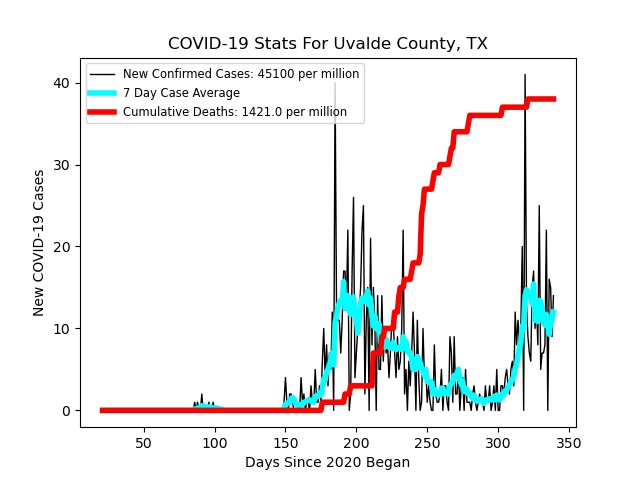 COVID-19 Stats For Uvalde County, TX
New Confirmed Cases: 45100 per million
7 Day Case Average
Cumulative Deaths: 1421.0 per million
New COVID-19 Cases
40
30
20
10
0
50 100 150 200 250 300 350
Days Since 2020 Began